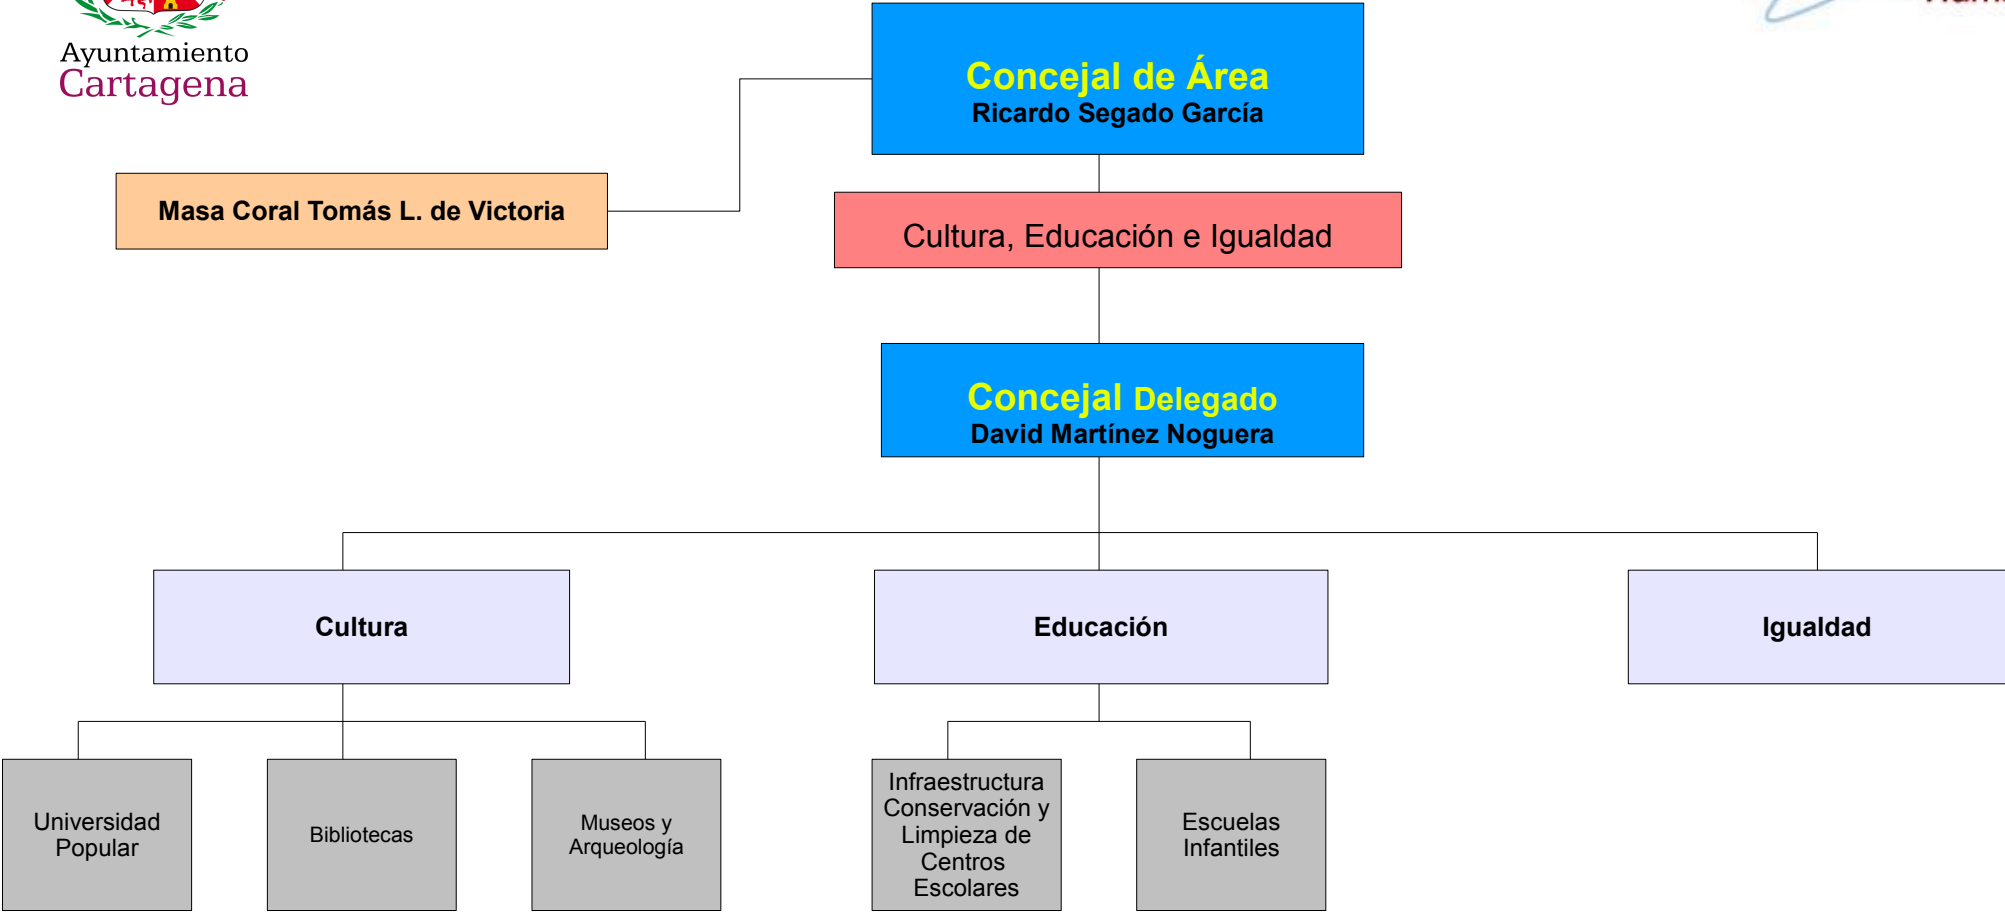 Ayuntamiento
Cartagena
Concejal de Área
Ricardo Segado García
Masa Coral Tomás L. de Victoria
Cultura, Educación e Igualdad
Concejal Delegado
David Martínez Noguera
Cultura
Educación
Igualdad
Universidad
Popular
Bibliotecas
Museos y
Arqueología
Infraestructura
Conservación y
Limpieza de
Centros
Escolares
Escuelas
Infantiles